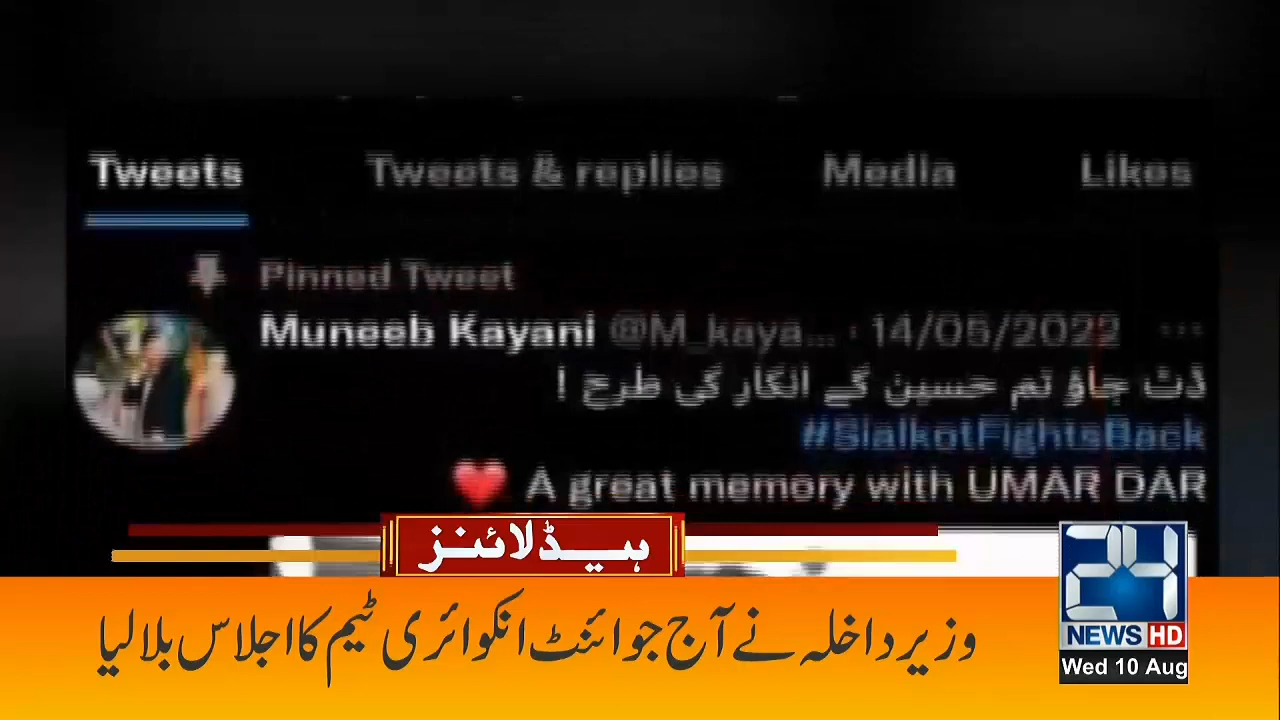 Tweets Tweets & replies Media Likes
Pinned Tweet
Muneeb Kayani @M_kaya... · 14/05/2022 ...
ڈٹ جاؤ تم حسین کے انکار کی طرح !
#SialkotFightsBack
A great memory with UMAR DAR
ہیڈلائنز
وزیر داخلہ نے آج جوائنٹ انکوائری ٹیم کا اجلاس بلا لیا
24
NEWS HD
Wed 10 Aug